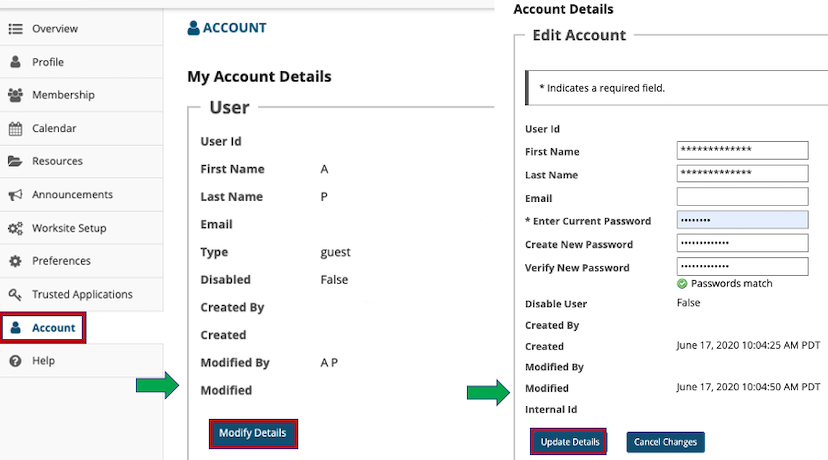 Overview
Profile
Membership
Calendar
Resources
Announcements
Worksite Setup
Preferences
Trusted Applications
Account
Help
ACCOUNT
My Account Details
User
User Id
First Name A
Last Name P
Email
Type guest
Disabled False
Created By
Created
Modified By A P
Modified
Modify Details
Account Details
Edit Account
* Indicates a required field.
User Id
First Name *************
Last Name *************
Email
* Enter Current Password ••••••••
Create New Password •••••••••••••
Verify New Password •••••••••••••
Passwords match
Disable User False
Created By
Created June 17, 2020 10:04:25 AM PDT
Modified By
Modified June 17, 2020 10:04:50 AM PDT
Internal Id
Update Details Cancel Changes